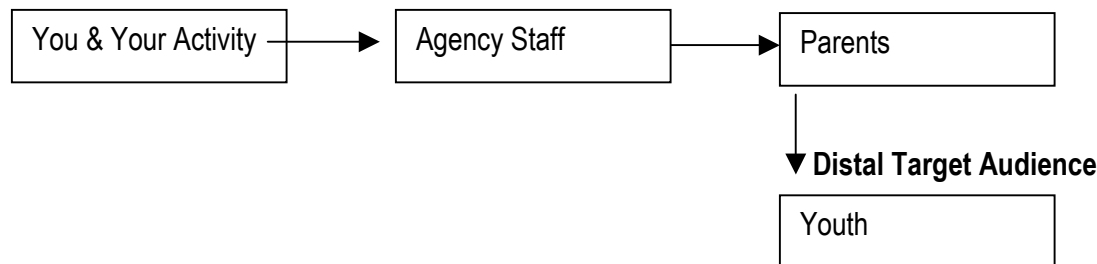 You & Your Activity
Agency Staff
Parents
Distal Target Audience
Youth